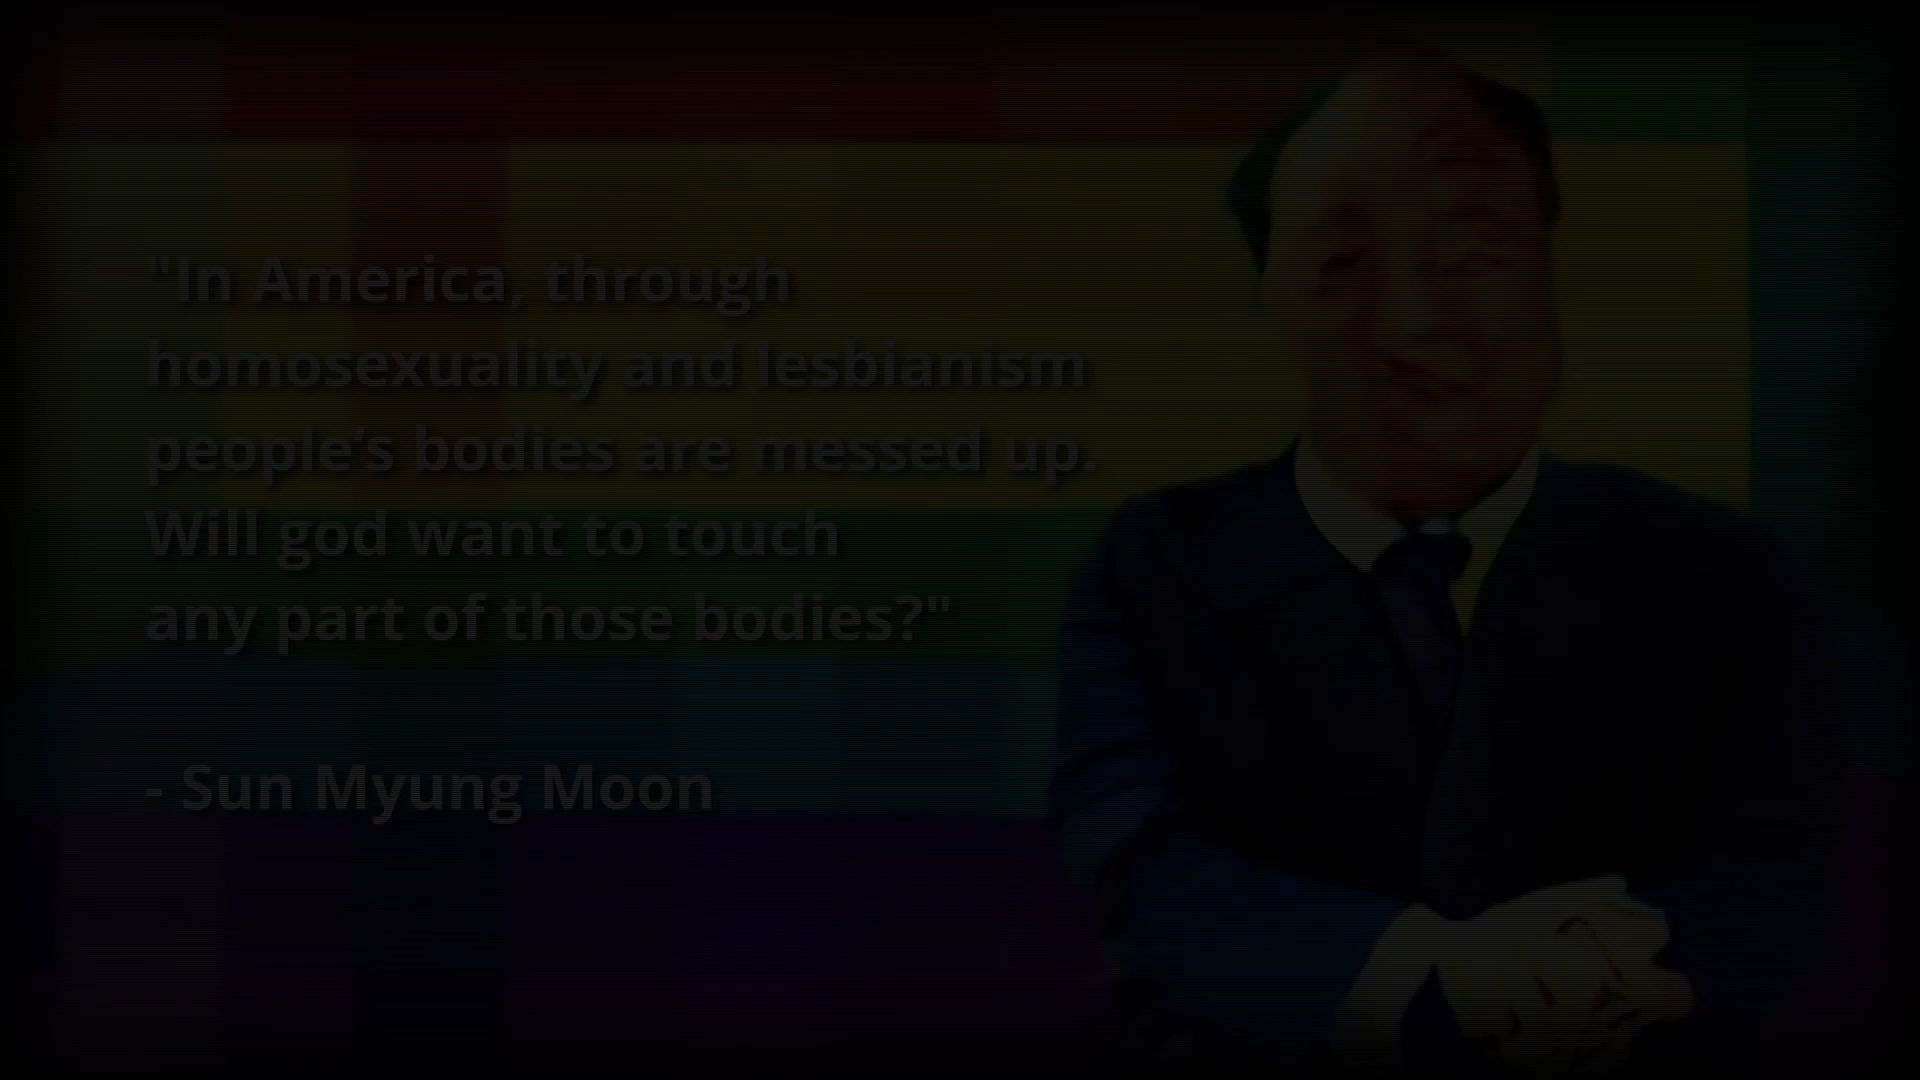 "In America, through
homosexuality and lesbianism
people‘s bodies are messed up.
Will god want to touch
any part of those bodies?"
- Sun Myung Moon